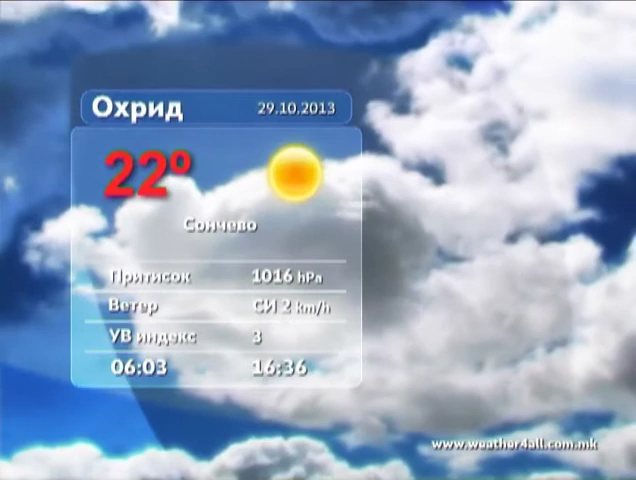 Охрид 29.10.2013
22º
Сончево
Притисок 1016 hPa
Ветер СИ 2 km/h
УВ индекс 3
06:03 16:36
www.weather4all.com.mk